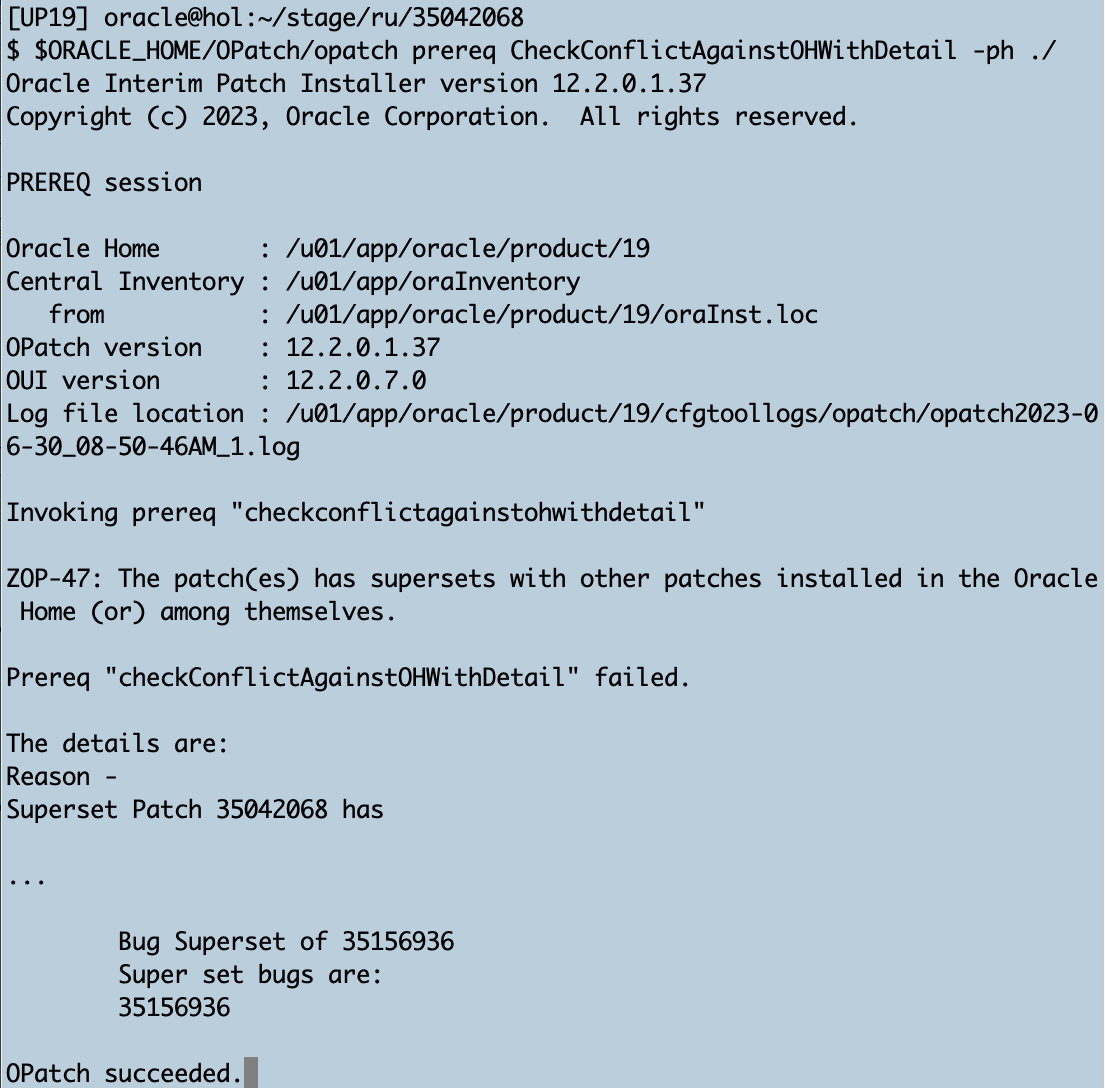 [UP19] oracle@hol:~/stage/ru/35042068
$ $ORACLE_HOME/OPatch/opatch prereq CheckConflictAgainstOHWithDetail -ph ./
Oracle Interim Patch Installer version 12.2.0.1.37
Copyright (c) 2023, Oracle Corporation.  All rights reserved.

PREREQ session

Oracle Home       : /u01/app/oracle/product/19
Central Inventory : /u01/app/oraInventory
   from           : /u01/app/oracle/product/19/oraInst.loc
OPatch version    : 12.2.0.1.37
OUI version       : 12.2.0.7.0
Log file location : /u01/app/oracle/product/19/cfgtoollogs/opatch/opatch2023-0
6-30_08-50-46AM_1.log

Invoking prereq "checkconflictagainstohwithdetail"

ZOP-47: The patch(es) has supersets with other patches installed in the Oracle
 Home (or) among themselves.

Prereq "checkConflictAgainstOHWithDetail" failed.

The details are:
Reason -
Superset Patch 35042068 has

...

        Bug Superset of 35156936
        Super set bugs are:
        35156936

OPatch succeeded.